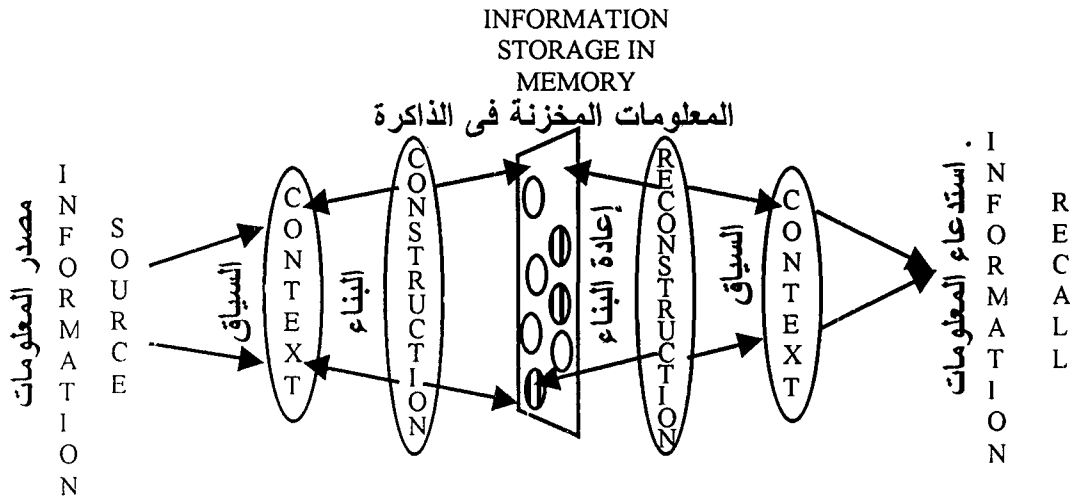 INFORMATION
STORAGE IN
MEMORY
المعلومات المخزنة فى الذاكرة
مصدر المعلومات
INFORMATION
SOURCE
السياق
CONTEXT
البناء
CONSTRUCTION
إعادة البناء
RECONSTRUCTION
السياق
CONTEXT
استدعاء المعلومات
INFORMATION
RECALL